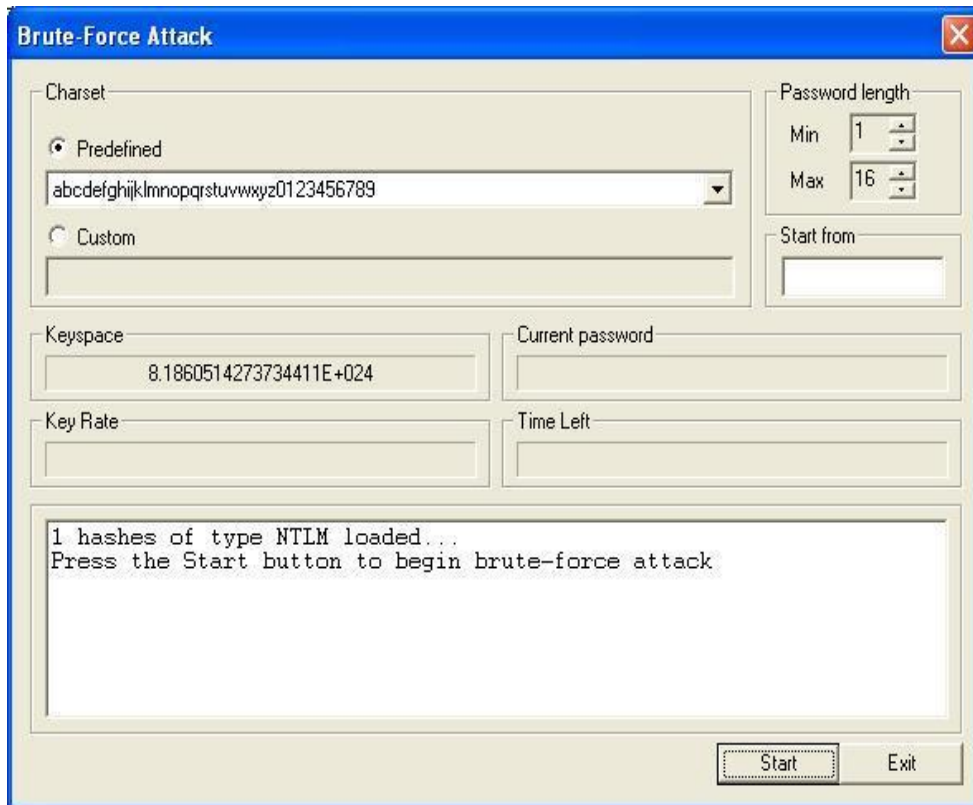 Brute-Force Attack
Charset
Predefined
abcdefghijklmnopqrstuvwxyz0123456789
Custom
Password length
Min 1
Max 16
Start from
Keyspace
8.1860514273734411E+024
Current password
Key Rate
Time Left
1 hashes of type NTLM loaded...
Press the Start button to begin brute-force attack
Start
Exit